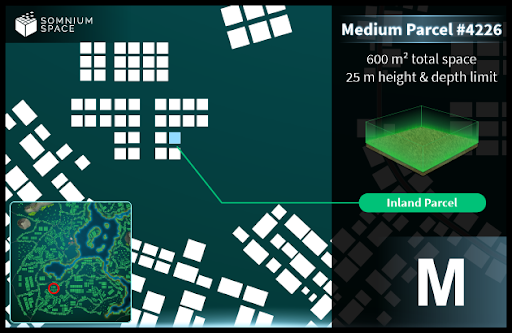 SOMNIUM
SPACE
Medium Parcel #4226
600 m² total space
25 m height & depth limit
Inland Parcel
M